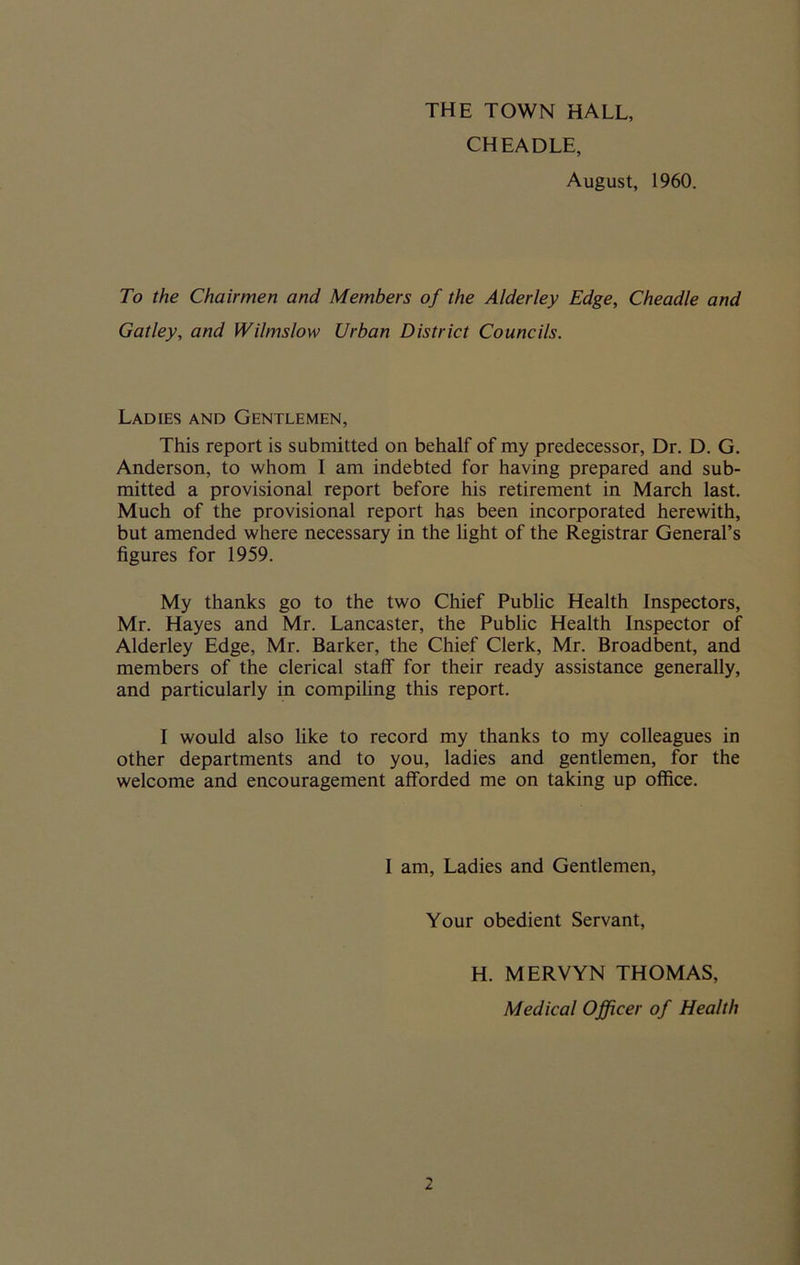 THE TOWN HALL,
CHEADLE,
August, 1960.
To the Chairmen and Members of the Alderley Edge, Cheadle and
Gatley, and Wilmslow Urban District Councils.
LADIES AND GENTLEMEN,
This report is submitted on behalf of my predecessor, Dr. D. G.
Anderson, to whom I am indebted for having prepared and sub-
mitted a provisional report before his retirement in March last.
Much of the provisional report has been incorporated herewith,
but amended where necessary in the light of the Registrar General's
figures for 1959.
My thanks go to the two Chief Public Health Inspectors,
Mr. Hayes and Mr. Lancaster, the Public Health Inspector of
Alderley Edge, Mr. Barker, the Chief Clerk, Mr. Broadbent, and
members of the clerical staff for their ready assistance generally,
and particularly in compiling this report.
I would also like to record my thanks to my colleagues in
other departments and to you, ladies and gentlemen, for the
welcome and encouragement afforded me on taking up office.
I am, Ladies and Gentlemen,
Your obedient Servant,
H. MERVYN THOMAS,
Medical Officer of Health
2